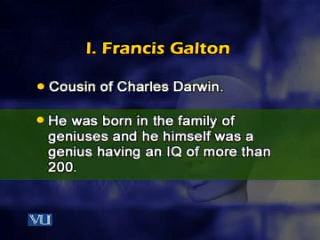 I. Francis Galton
Cousin of Charles Darwin.
He was born in the family of
geniuses and he himself was a
genius having an IQ of more than
200.
VU